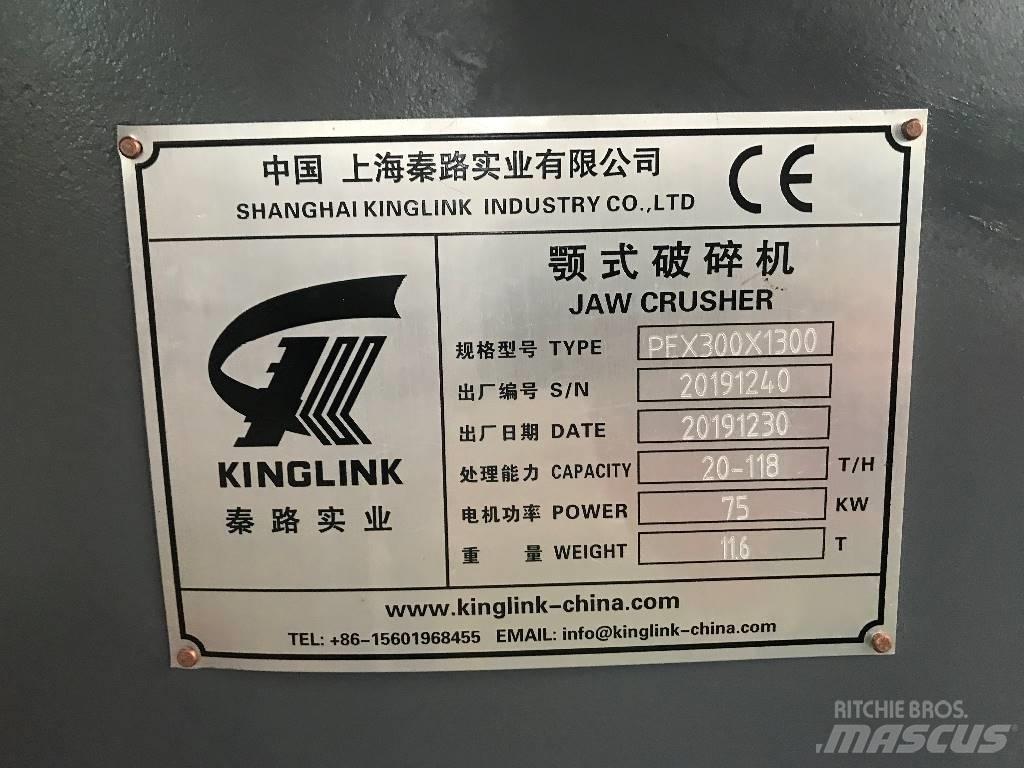 中国 上海秦路实业有限公司
SHANGHAI KINGLINK INDUSTRY CO.,LTD
CE
KINGLINK
秦路实业
颚式破碎机
JAW CRUSHER
规格型号 TYPE PEX300X1300
出厂编号 S/N 20191240
出厂日期 DATE 20191230
处理能力 CAPACITY 20-118 T/H
电机功率 POWER 75 KW
重 量 WEIGHT 11.6 T
www.kinglink-china.com
TEL: +86-15601968455 EMAIL: info@kinglink-china.com
RITCHIE BROS.
MASCUS